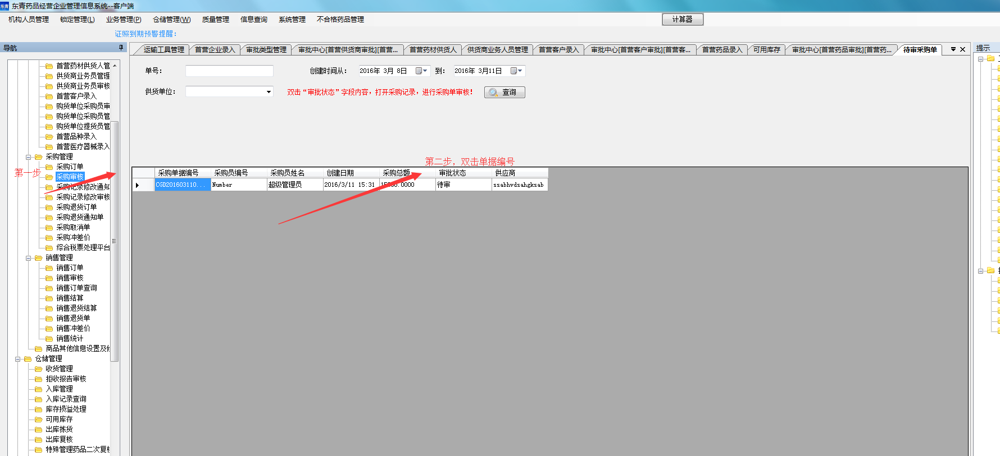 东青
东青药品经营企业管理信息系统--客户端
机构人员管理 锁定管理(L) 业务管理(P) 仓储管理(W) 质量管理 信息查询 系统管理 不合格药品管理 计算器
证照到期预警提醒：
导航
运输工具管理 首营企业录入 审批类型管理 审批中心[首营供货商审批][首营... 首营药材供货人 供货商业务人员管理 首营客户录入 审批中心[首营客户审批][首营客... 首营药品录入 可用库存 审批中心[首营药品审批][首营药... 待审采购单
提示
首营药材供货人管
供货商业务员管理
供货商业务员审核
首营客户录入
购货单位采购员审
购货单位采购员管
购货单位提货员管
首营品种录入
首营医疗器械录入
采购管理
采购订单
采购审核
采购记录修改通知
采购记录修改审核
采购退货订单
采购退货通知单
采购取消单
采购冲差价
综合税票处理平台
销售管理
销售订单
销售审核
销售订单查询
销售结算
销售退货结算
销售退货单
销售冲差价
销售统计
商品其他信息设置及
仓储管理
收货管理
拒收报告审核
入库管理
入库记录查询
库存损溢处理
可用库存
出库拣货
出库复核
特殊管理药品二次复
第一步
单号： 创建时间从： 2016年 3月 8日 到： 2016年 3月11日
供货单位： 双击“审批状态”字段内容，打开采购记录，进行采购单审核！ 查询
第二步，双击单据编号
采购单据编号 采购员编号 采购员姓名 创建日期 采购总额 审批状态 供应商
CGD201603110... Number 超级管理员 2016/3/11 15:31 .0000 待审 ssabhvdsahgksab